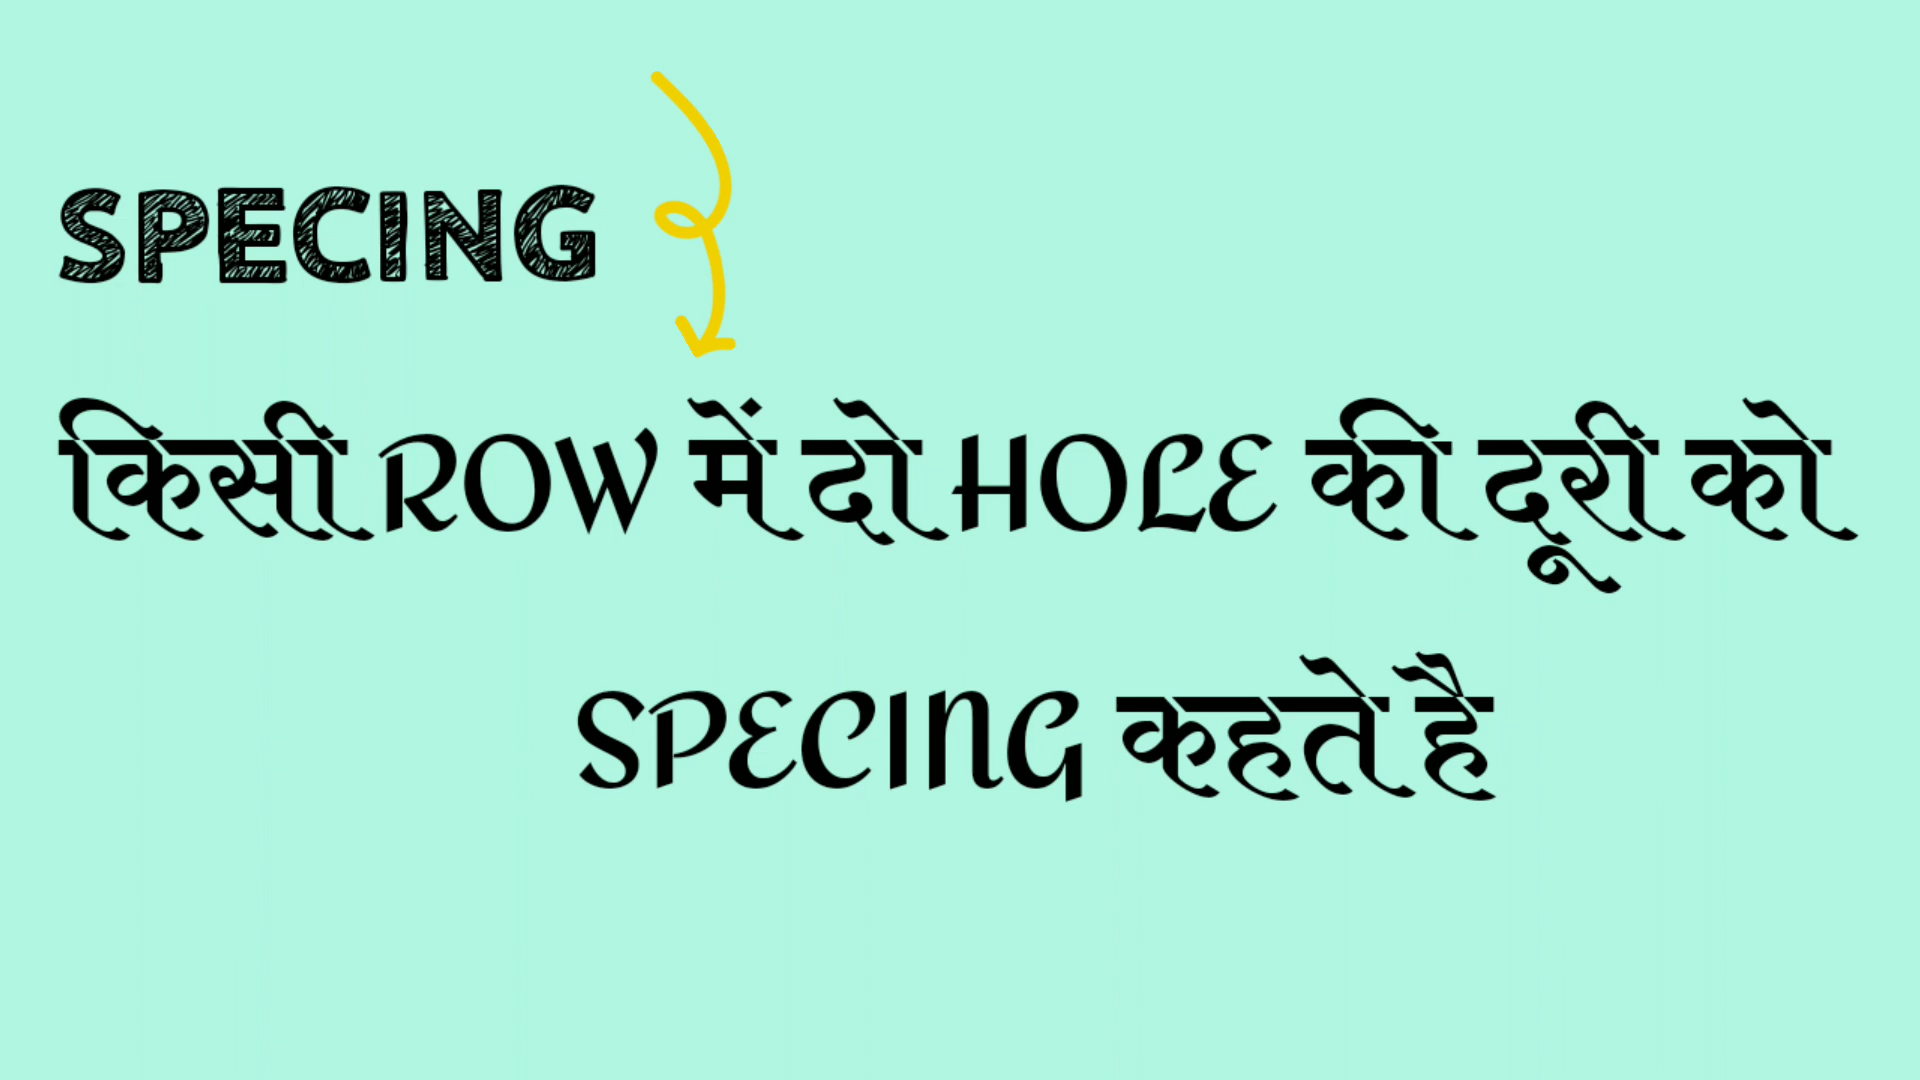 SPECING
किसी ROW में दो HOLE की दूरी को
SPECING कहते है